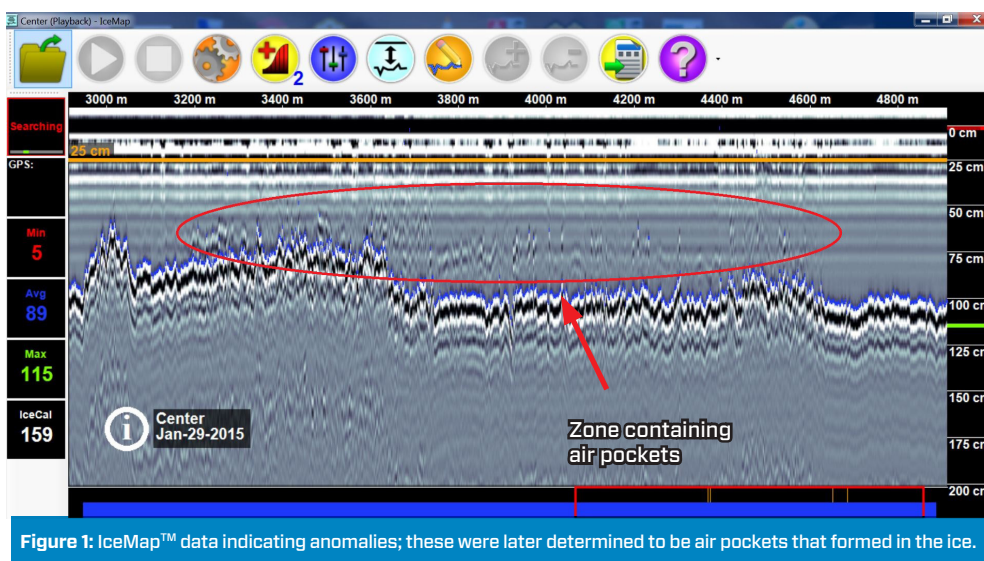 Center (Playback) - IceMap
2
3000 m 3200 m 3400 m 3600 m 3800 m 4000 m 4200 m 4400 m 4600 m 4800 m
Searching
0 cm
25 cm
GPS:
25 cm
50 cm
Min
5
75 cm
Avg
89
100 cm
Max
115
125 cm
150 cm
IceCal
159
Center
Jan-29-2015
Zone containing
air pockets
175 cm
200 cm
Figure 1: IceMap™ data indicating anomalies; these were later determined to be air pockets that formed in the ice.